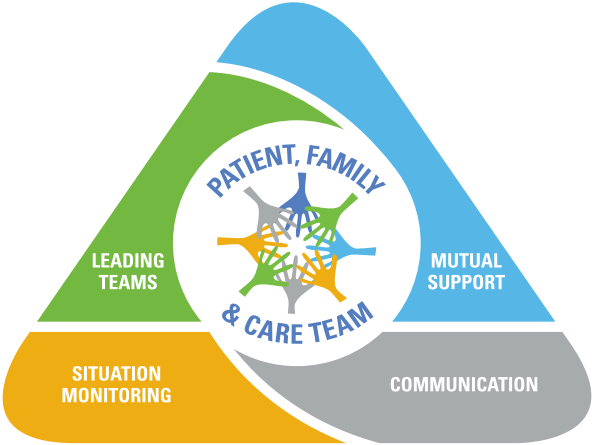 PATIENT, FAMILY
& CARE TEAM
LEADING
TEAMS
MUTUAL
SUPPORT
SITUATION
MONITORING
COMMUNICATION